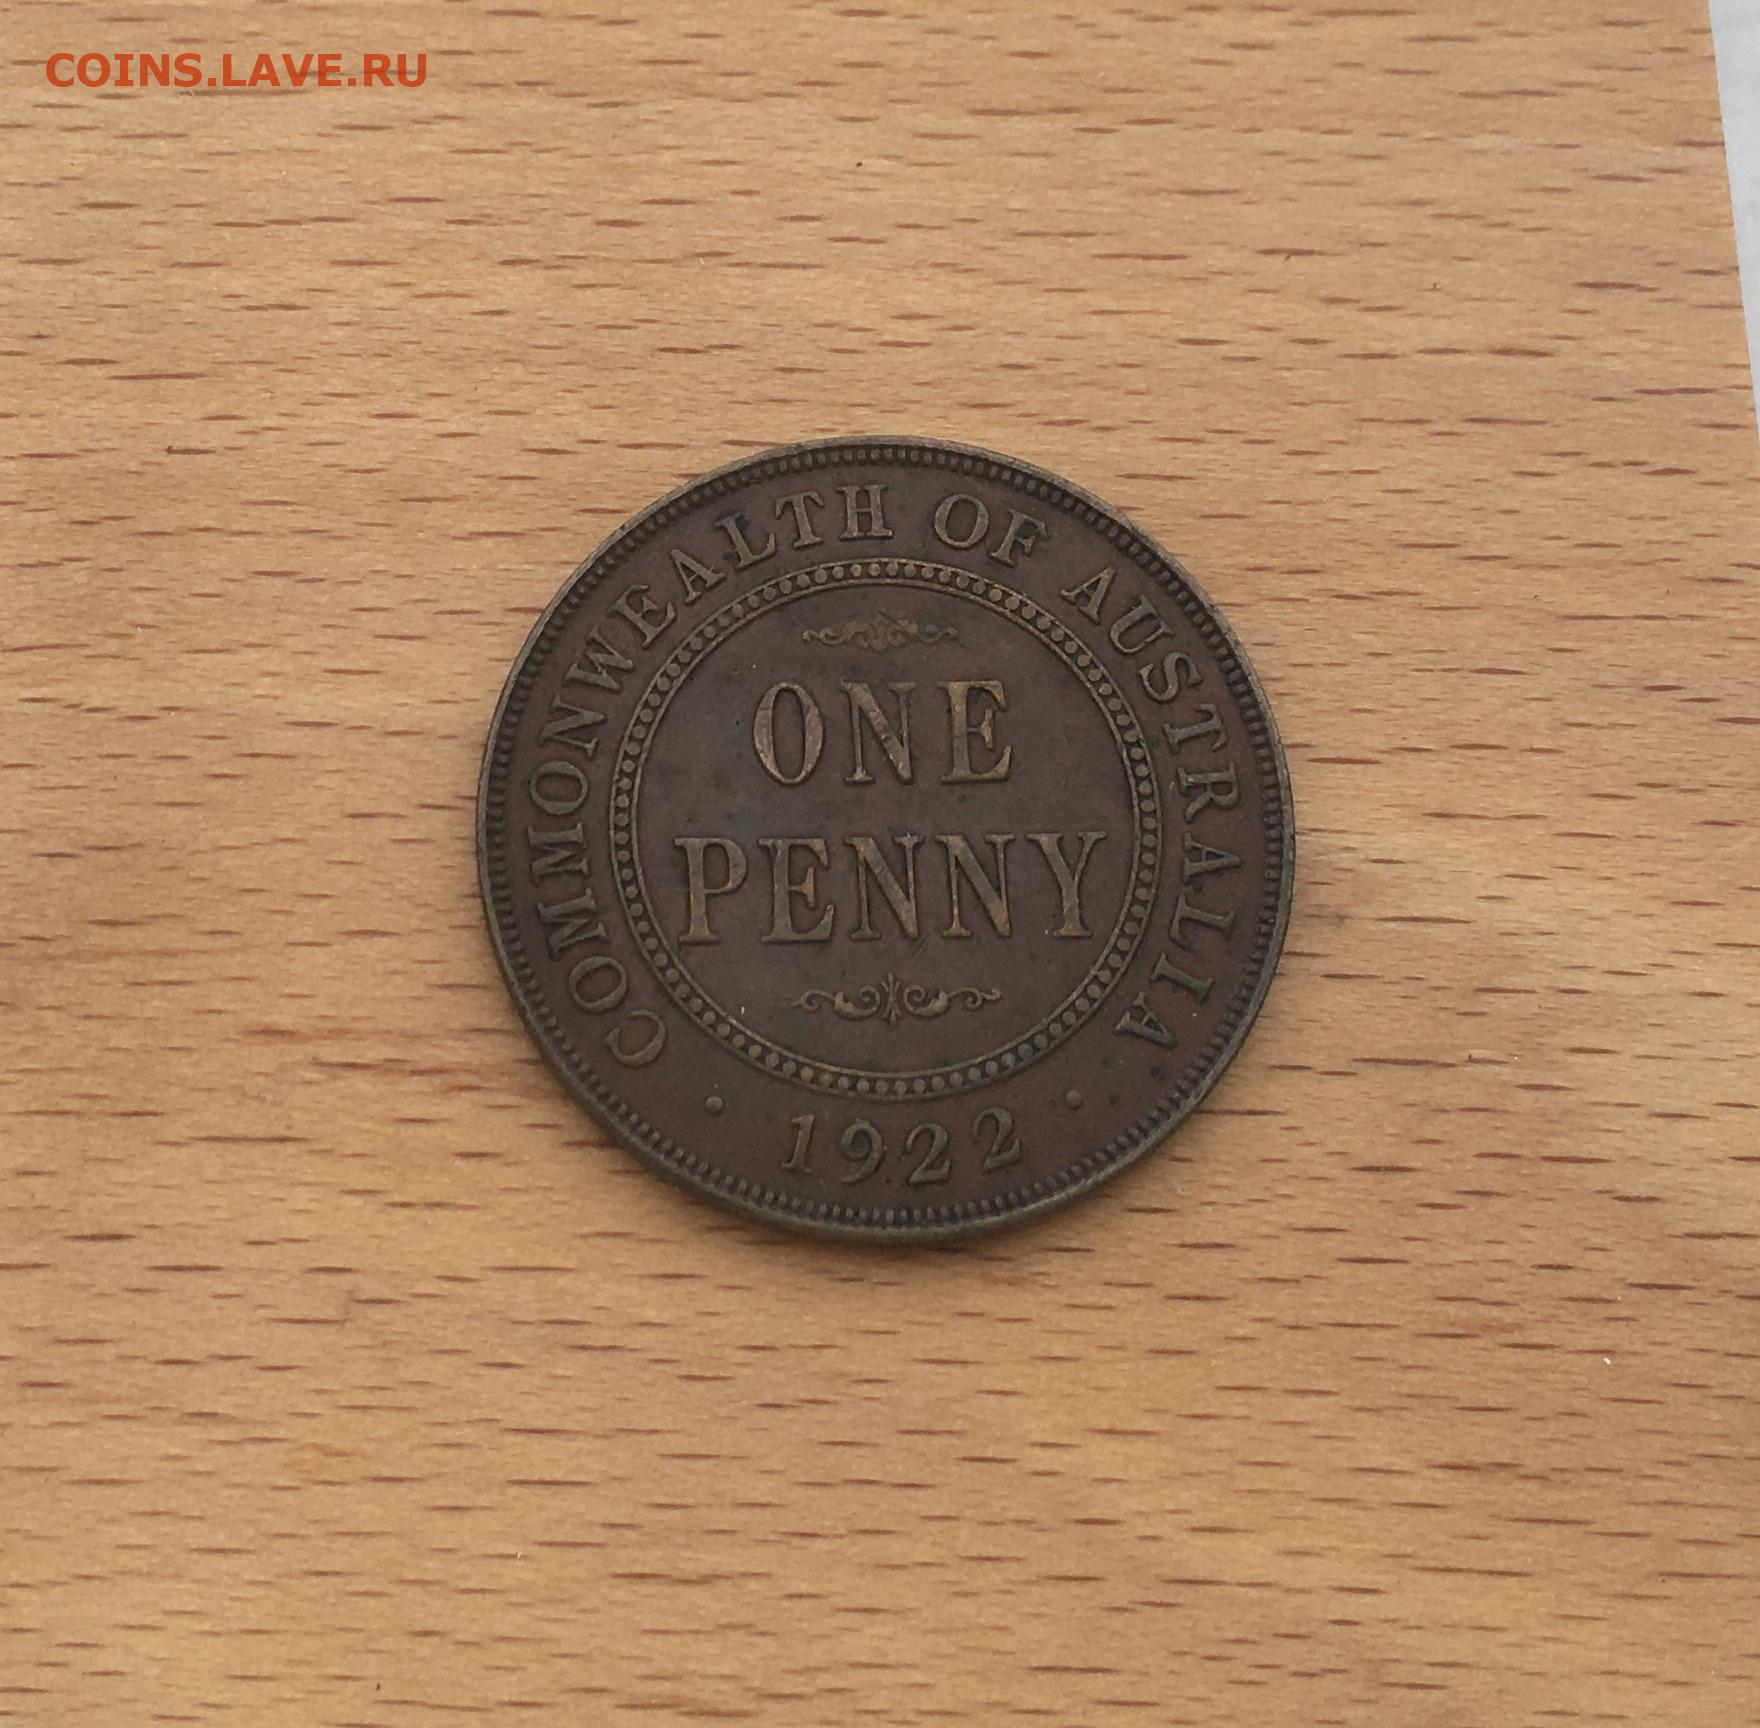 COINS.LAVE.RU
COMMONWEALTH OF AUSTRALIA
ONE
PENNY
· 1922 ·